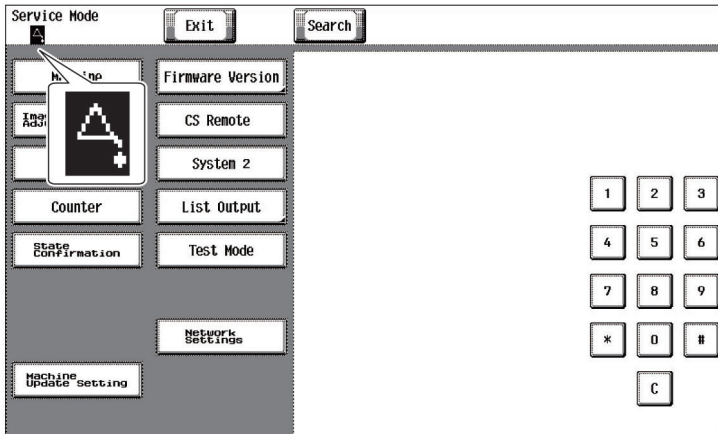 Service Mode
Exit
Search
Firmware Version
CS Remote
System 2
Counter
List Output
State
Confirmation
Test Mode
Network
Settings
Machine
Update Setting
1 2 3
4 5 6
7 8 9
* 0 #
C